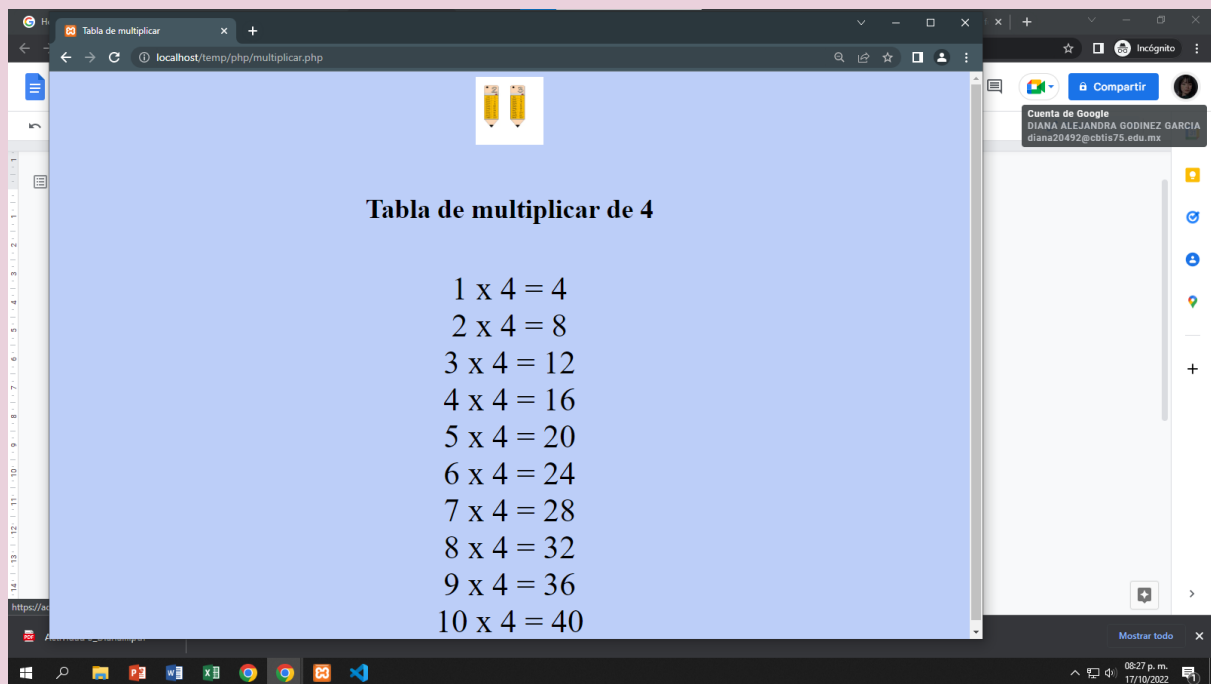 Tabla de multiplicar
localhost/temp/php/multiplicar.php
Incógnito
Compartir
Cuenta de Google
DIANA ALEJANDRA GODINEZ GARCIA
diana20492@cbtis75.edu.mx
Tabla de multiplicar de 4
1 x 4 = 4
2 x 4 = 8
3 x 4 = 12
4 x 4 = 16
5 x 4 = 20
6 x 4 = 24
7 x 4 = 28
8 x 4 = 32
9 x 4 = 36
10 x 4 = 40
Mostrar todo
08:27 p. m.
17/10/2022